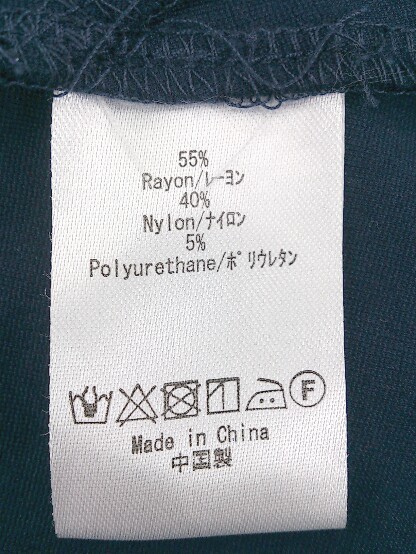 55%
Rayon/レーヨン
40%
Nylon/ナイロン
5%
Polyurethane/ポリウレタン
F
Made in China
中国製